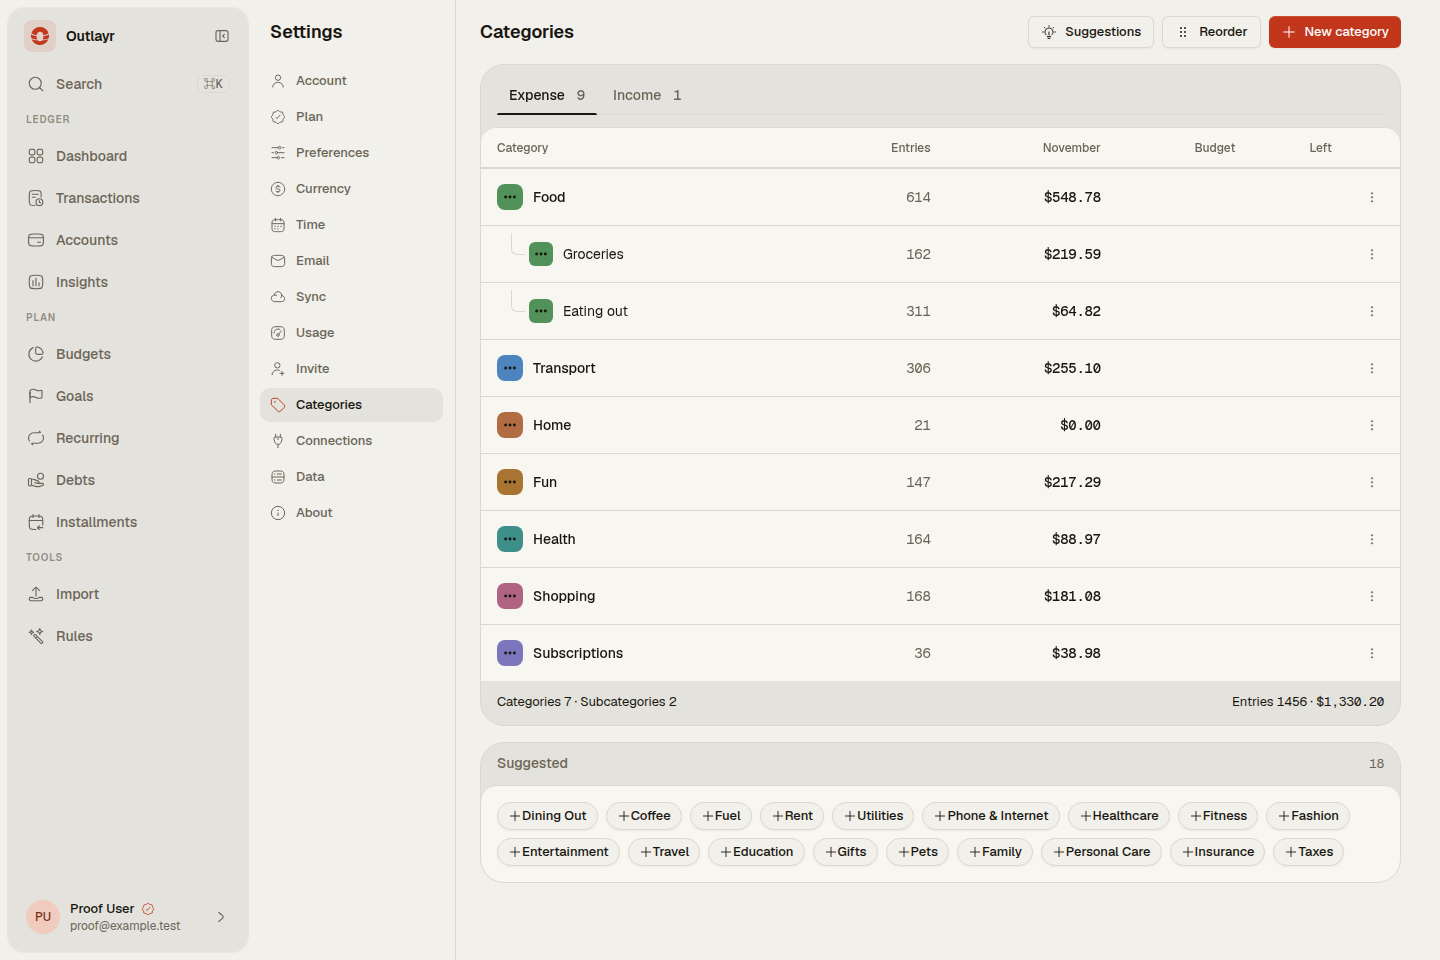 Outlayr
Search ⌘K
LEDGER
Dashboard
Transactions
Accounts
Insights
PLAN
Budgets
Goals
Recurring
Debts
Installments
TOOLS
Import
Rules
PU
Proof User
proof@example.test
Settings
Account
Plan
Preferences
Currency
Time
Email
Sync
Usage
Invite
Categories
Connections
Data
About
Categories
Suggestions
Reorder
New category
Expense 9 Income 1
Category Entries November Budget Left
Food 614 $548.78
Groceries 162 $219.59
Eating out 311 $64.82
Transport 306 $255.10
Home 21 $0.00
Fun 147 $217.29
Health 164 $88.97
Shopping 168 $181.08
Subscriptions 36 $38.98
Categories 7 · Subcategories 2 Entries 1456 · $1,330.20
Suggested 18
+Dining Out +Coffee +Fuel +Rent +Utilities +Phone & Internet +Healthcare +Fitness +Fashion
+Entertainment +Travel +Education +Gifts +Pets +Family +Personal Care +Insurance +Taxes